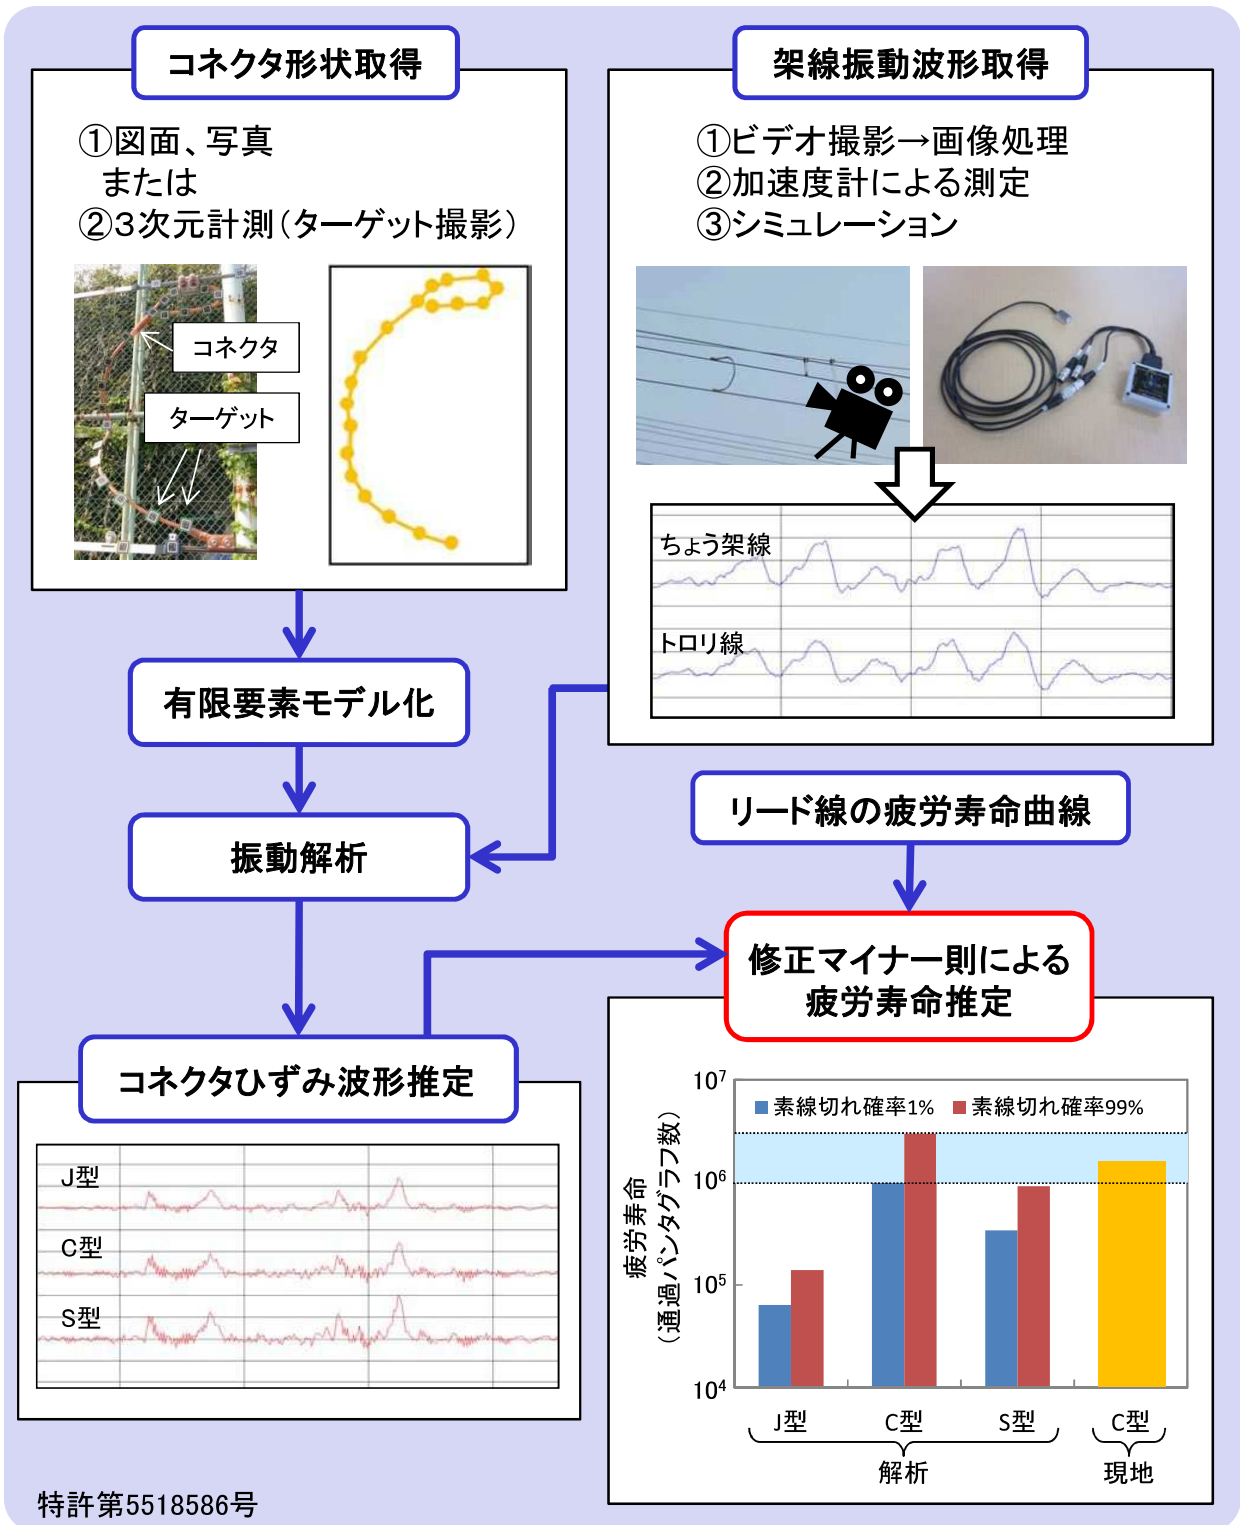 コネクタ形状取得
①図面、写真
または
②３次元計測（ターゲット撮影）
コネクタ
ターゲット
架線振動波形取得
①ビデオ撮影→画像処理
②加速度計による測定
③シミュレーション
ちょう架線
トロリ線
有限要素モデル化
振動解析
リード線の疲労寿命曲線
修正マイナー則による
疲労寿命推定
コネクタひずみ波形推定
J型
C型
S型
疲労寿命
（通過パンタグラフ数）
10⁷
10⁶
10⁵
10⁴
素線切れ確率1%
素線切れ確率99%
J型 C型 S型 C型
解析 現地
特許第5518586号